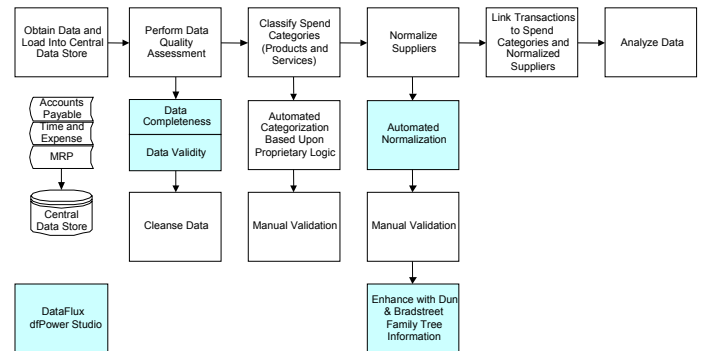 Obtain Data and
Load Into Central
Data Store
Perform Data
Quality
Assessment
Classify Spend
Categories
(Products and
Services)
Normalize
Suppliers
Link Transactions
to Spend
Categories and
Normalized
Suppliers
Analyze Data
Accounts
Payable
Time and
Expense
MRP
Central
Data Store
Data
Completeness
Data Validity
Cleanse Data
Automated
Categorization
Based Upon
Proprietary Logic
Manual Validation
Automated
Normalization
Manual Validation
Enhance with Dun
& Bradstreet
Family Tree
Information
DataFlux
dfPower Studio